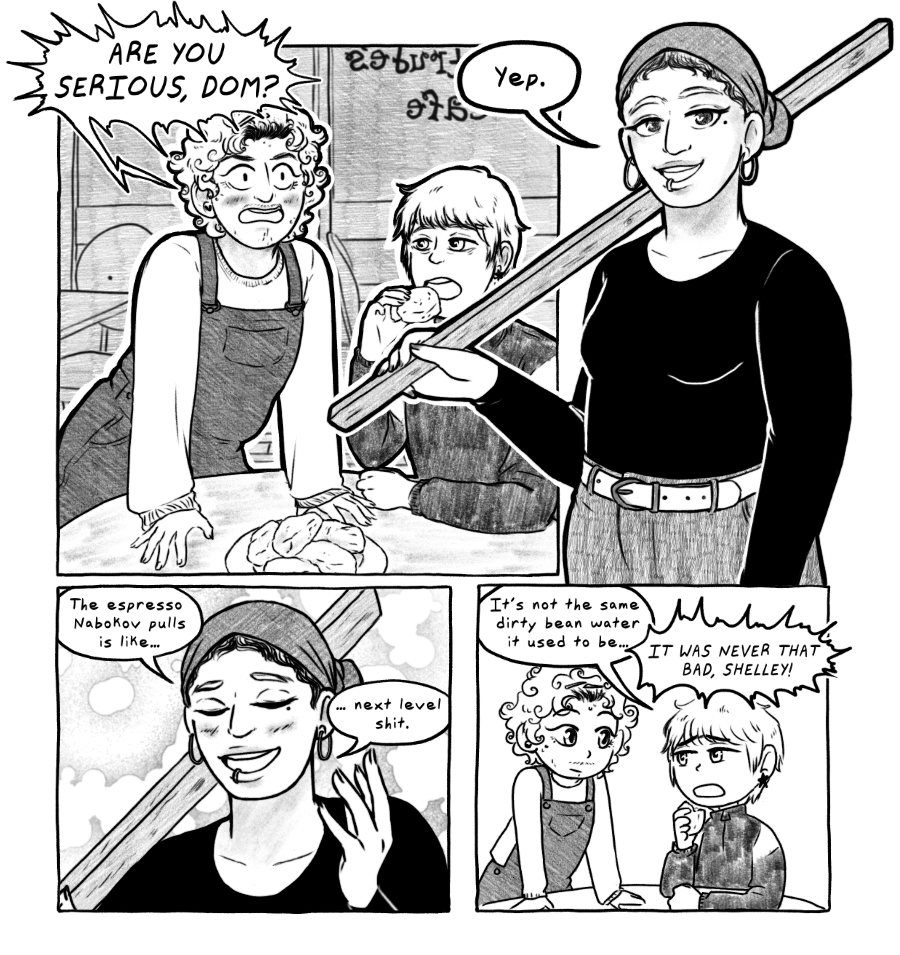 ARE YOU
SERIOUS, DOM?
Yep.
The espresso
Nabokov pulls
is like...
... next level
shit.
It's not the same
dirty bean water
it used to be...
IT WAS NEVER THAT
BAD, SHELLEY!